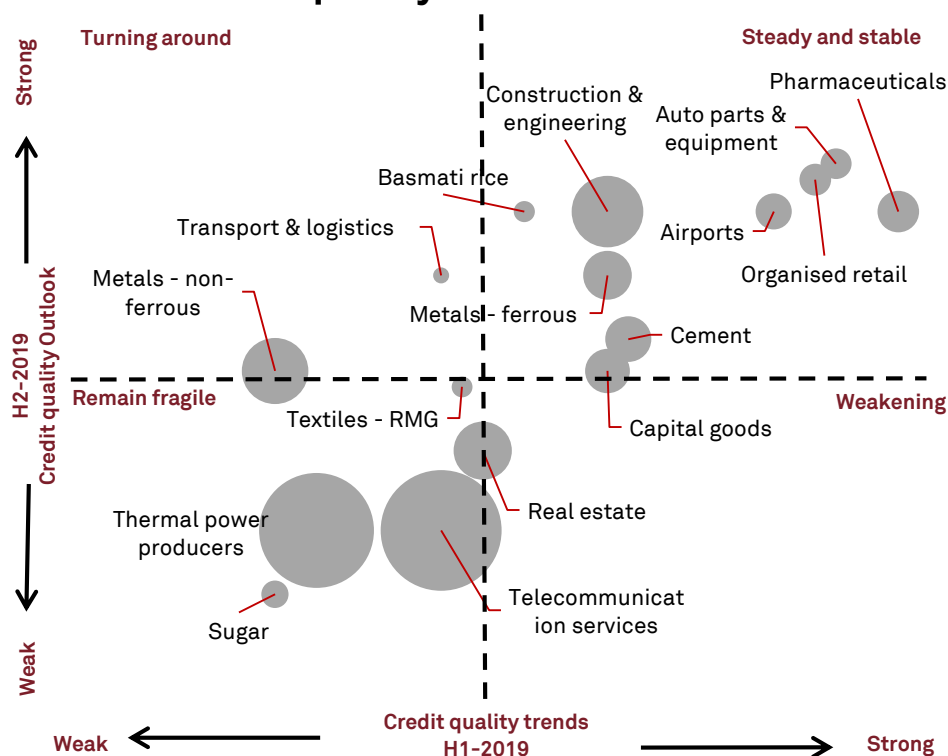 Turning around
Steady and stable
Strong
Pharmaceuticals
Construction &
engineering
Auto parts &
equipment
Basmati rice
Transport & logistics
Airports
Organised retail
Metals - non-
ferrous
Metals - ferrous
Cement
H2-2019
Credit quality Outlook
Remain fragile
Weakening
Textiles - RMG
Capital goods
Real estate
Thermal power
producers
Telecommunicat
ion services
Sugar
Weak
Credit quality trends
H1-2019
Weak
Strong